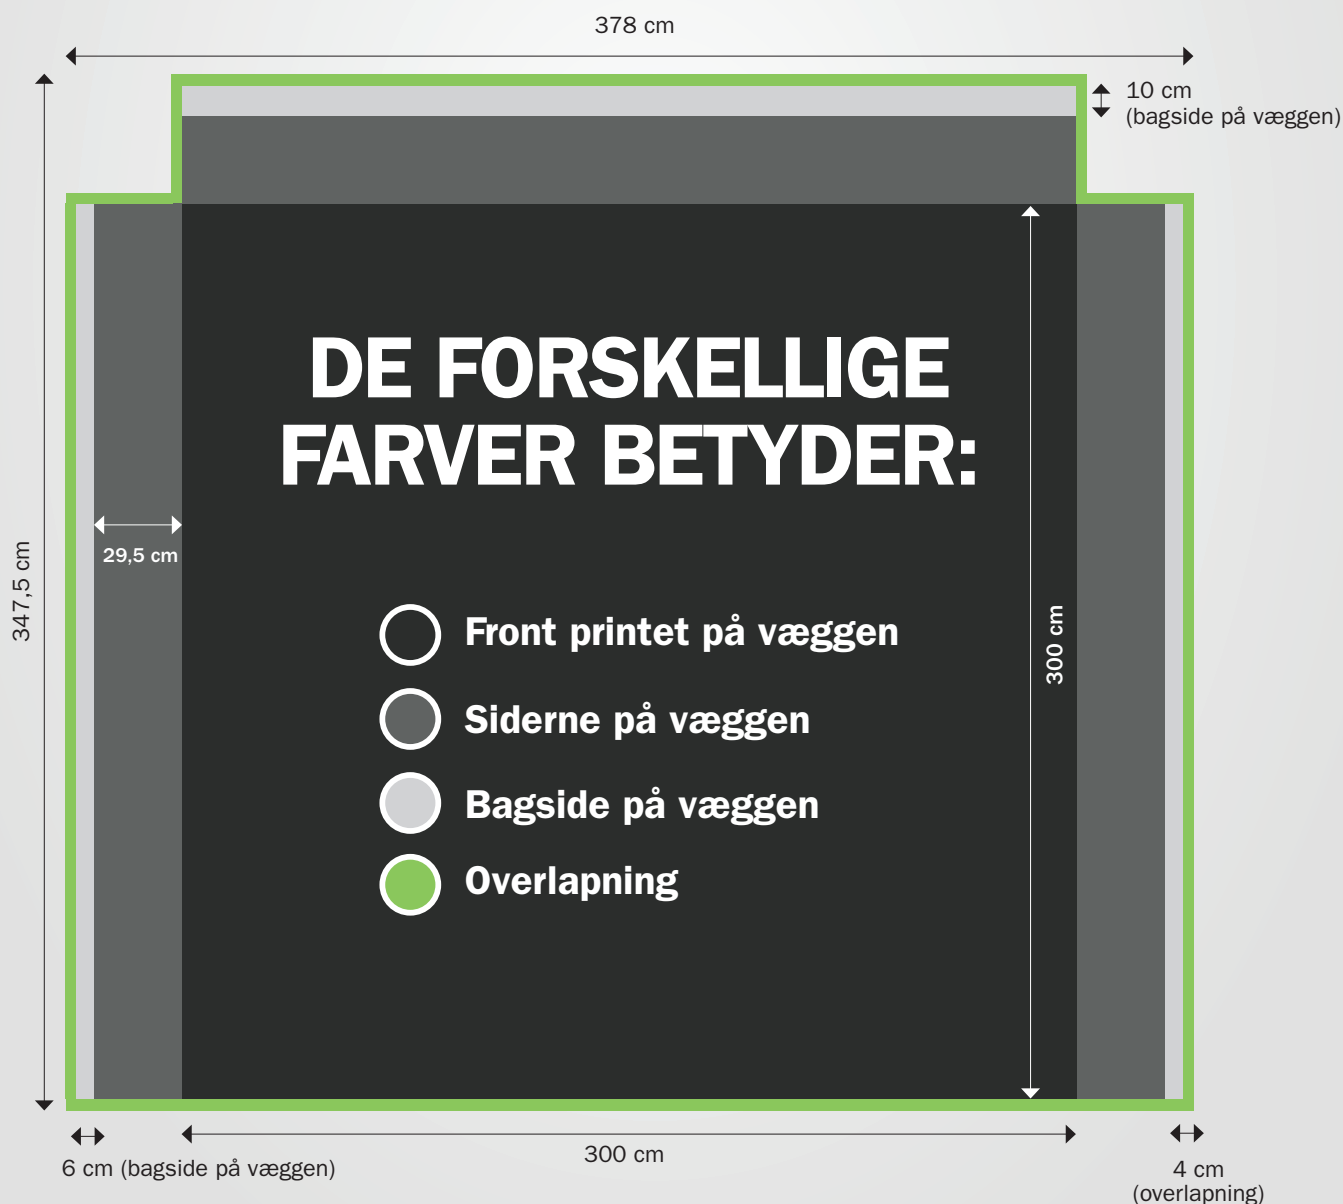 378 cm
10 cm
(bagside på væggen)
DE FORSKELLIGE
FARVER BETYDER:
29,5 cm
347,5 cm
Front printet på væggen
300 cm
Siderne på væggen
Bagside på væggen
Overlapning
6 cm (bagside på væggen)
300 cm
4 cm
(overlapning)